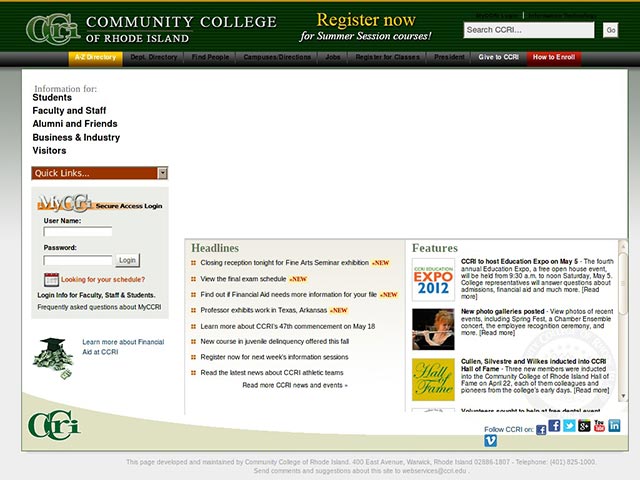 CCRi COMMUNITY COLLEGE
OF RHODE ISLAND
Register now
for Summer Session courses!
Search CCRI...
Go
A-Z Directory Dept. Directory Find People Campuses/Directions Jobs Register for Classes President Give to CCRI How to Enroll
Information for:
Students
Faculty and Staff
Alumni and Friends
Business & Industry
Visitors
Quick Links...
MyCCRi Secure Access Login
User Name:
Password:
Login
Looking for your schedule?
Login Info for Faculty, Staff & Students.
Frequently asked questions about MyCCRI
Learn more about Financial
Aid at CCRI
Headlines
Closing reception tonight for Fine Arts Seminar exhibition »NEW
View the final exam schedule »NEW
Find out if Financial Aid needs more information for your file »NEW
Professor exhibits work in Texas, Arkansas »NEW
Learn more about CCRI's 47th commencement on May 18
New course in juvenile delinquency offered this fall
Register now for next week's information sessions
Read the latest news about CCRI athletic teams
Read more CCRI news and events »
Features
CCRI EDUCATION
EXPO
2012
CCRI to host Education Expo on May 5 - The fourth
annual Education Expo, a free open house event,
will be held from 9:30 a.m. to noon Saturday, May 5.
College representatives will answer questions about
admissions, financial aid and much more. [Read
more]
New photo galleries posted - View photos of recent
events, including Spring Fest, a Chamber Ensemble
concert, the employee recognition ceremony, and
more. [Read more]
Hall of
Fame
Cullen, Silvestre and Wilkes inducted into CCRI
Hall of Fame - Three new members were inducted
into the Community College of Rhode Island Hall of
Fame on April 22, each of them colleagues and
pioneers from the college's early days. [Read more]
Volunteers sought to help at free dental event
CCRi
Follow CCRI on:
This page developed and maintained by Community College of Rhode Island. 400 East Avenue, Warwick, Rhode Island 02886-1807 - Telephone: (401) 825-1000.
Send comments and suggestions about this site to webservices@ccri.edu .